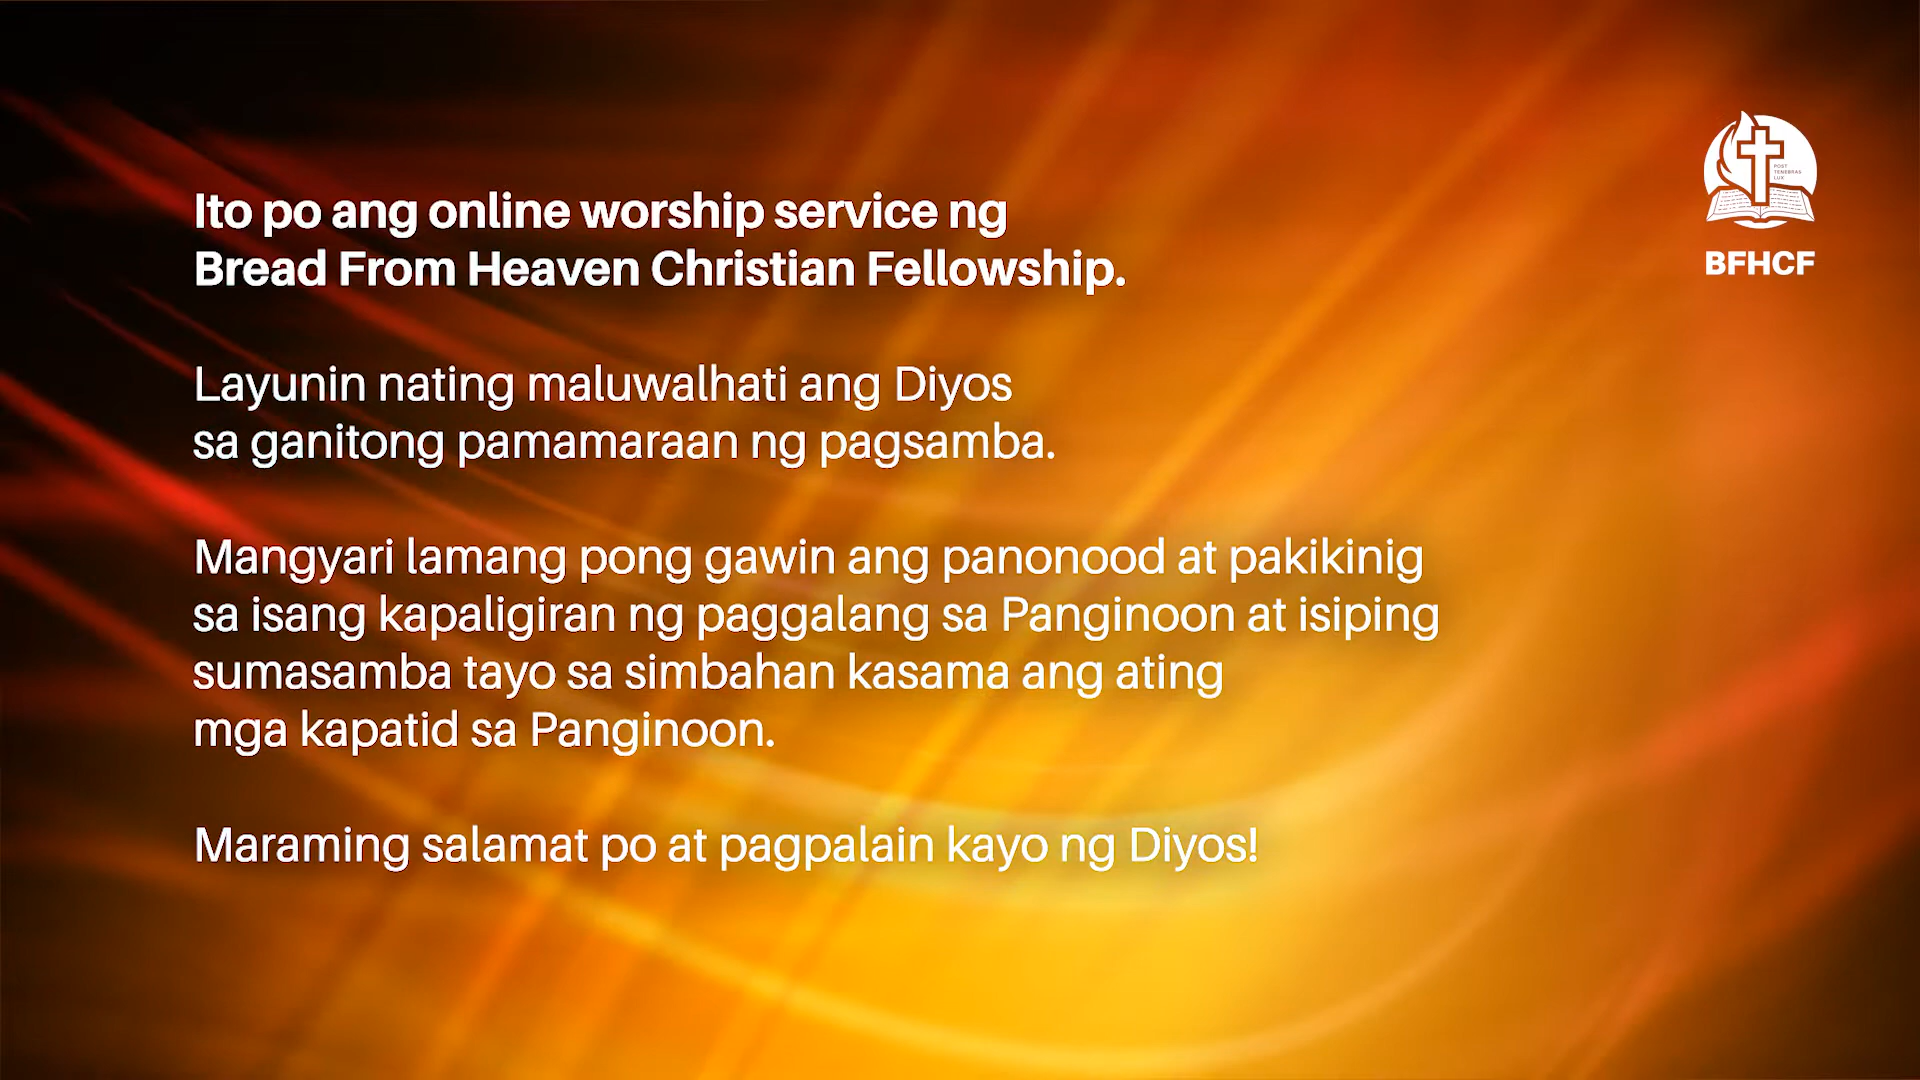 Ito po ang online worship service ng
Bread From Heaven Christian Fellowship.
Layunin nating maluwalhati ang Diyos
sa ganitong pamamaraan ng pagsamba.
Mangyari lamang pong gawin ang panonood at pakikinig
sa isang kapaligiran ng paggalang sa Panginoon at isiping
sumasamba tayo sa simbahan kasama ang ating
mga kapatid sa Panginoon.
Maraming salamat po at pagpalain kayo ng Diyos!
POST
TENEBRAS
LUX
BFHCF